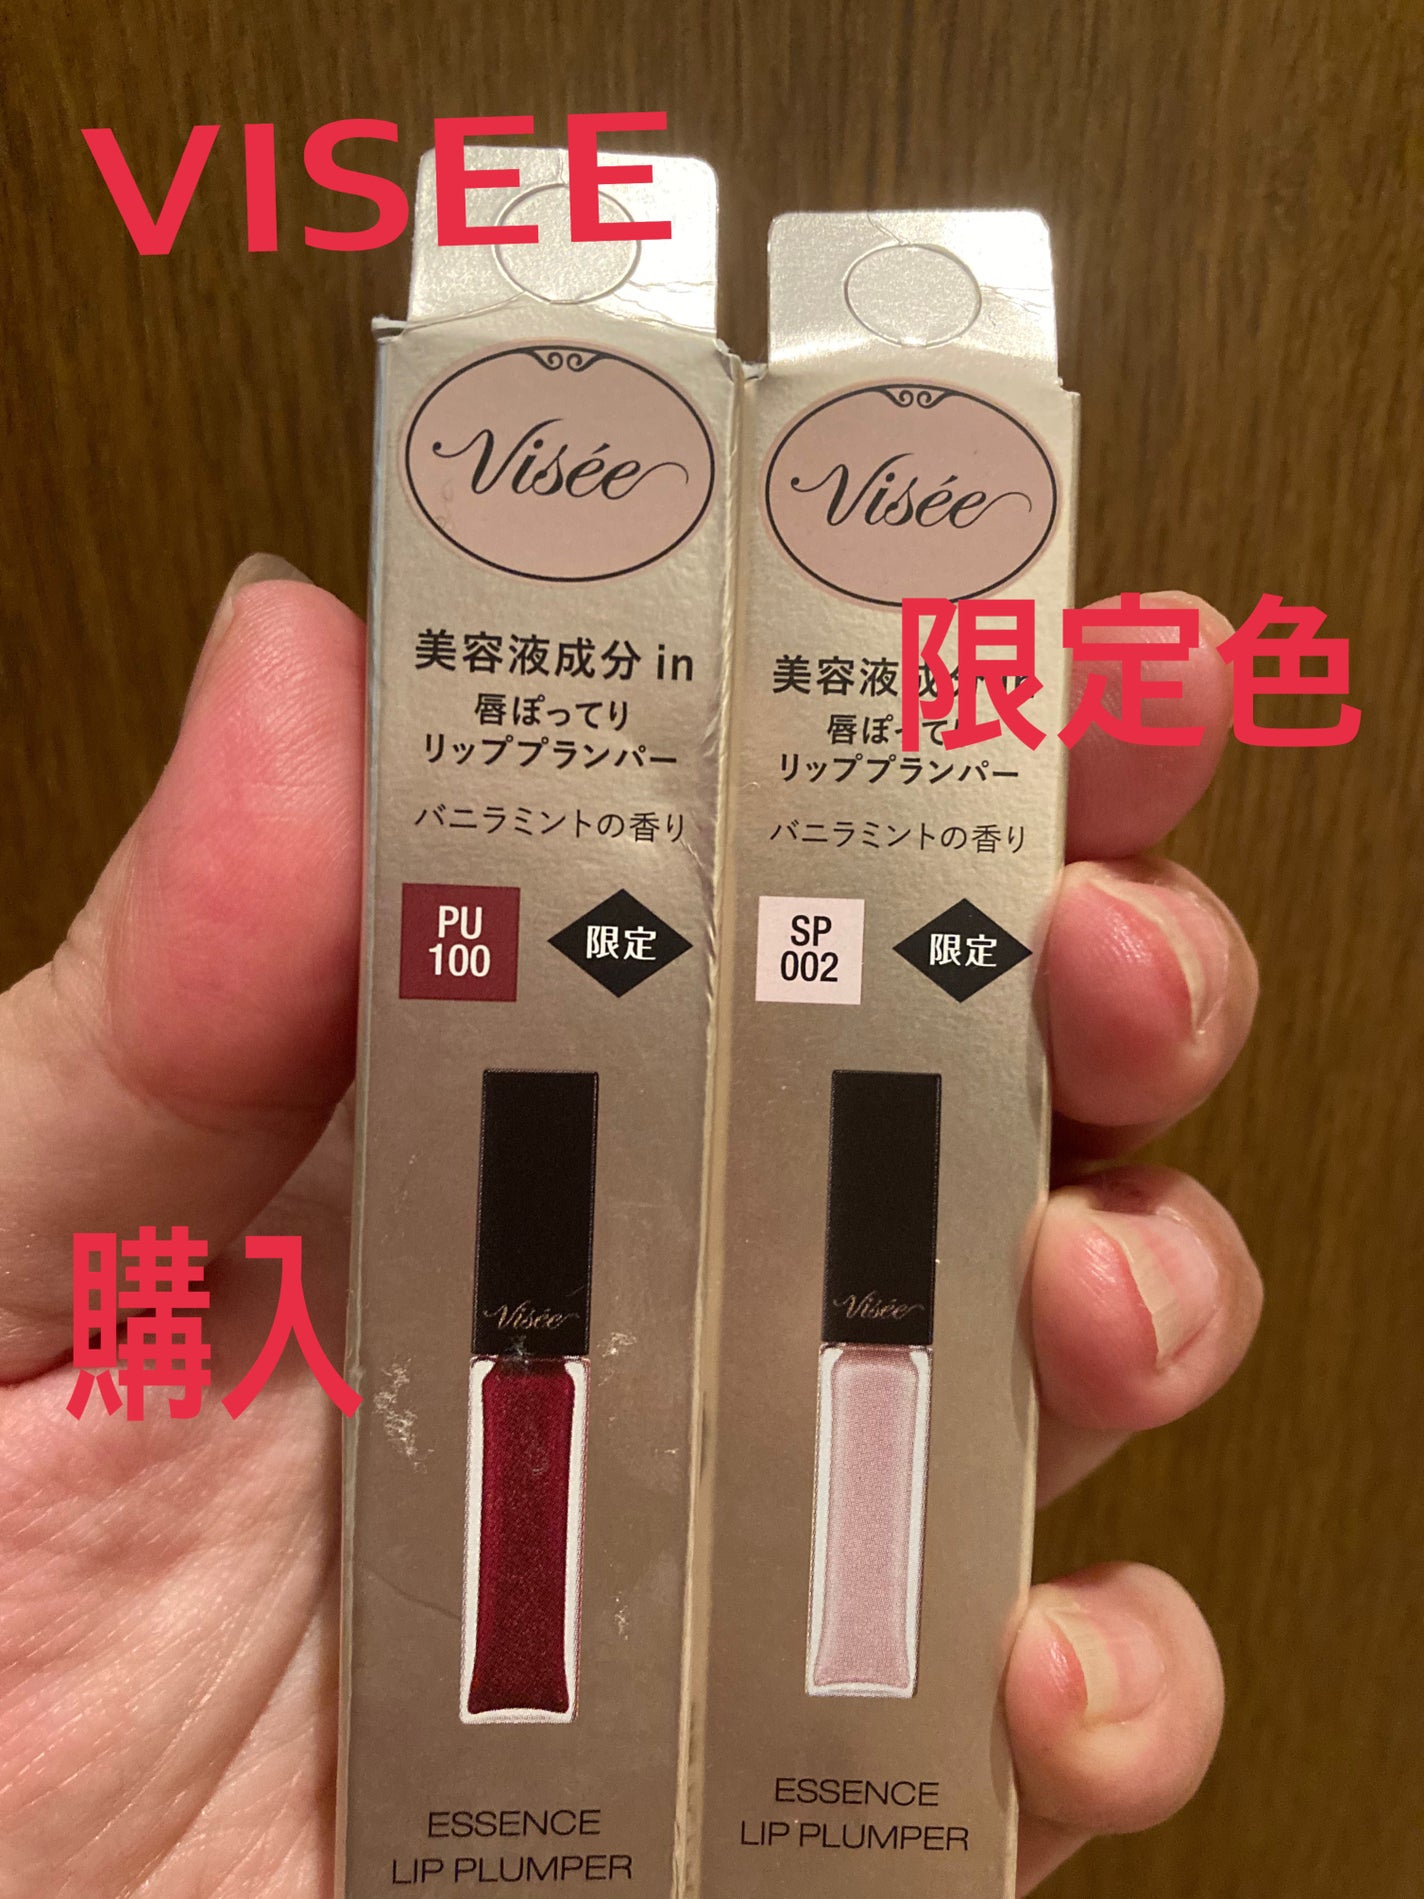 VISEE
Visée
美容液成分 in
唇ぽってり
リッププランパー
バニラミントの香り
PU
100
限定
Visée
ESSENCE
LIP PLUMPER
Visée
限定色
美容液成分 in
唇ぽってり
リッププランパー
バニラミントの香り
SP
002
限定
Visée
ESSENCE
LIP PLUMPER
購入